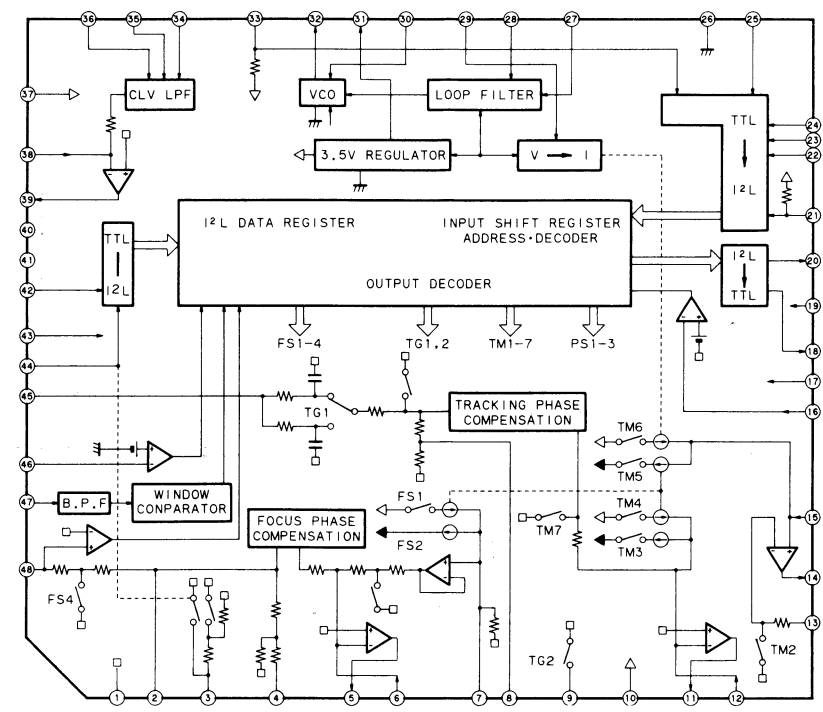 36 35 34 33 32 31 30 29 28 27 26 25
37
CLV LPF
VCO
LOOP FILTER
TTL
I²L
24
23
22
38
3.5V REGULATOR
V I
39
21
I²L DATA REGISTER
INPUT SHIFT REGISTER
ADDRESS·DECODER
40
TTL
I²L
41
I²L
TTL
20
OUTPUT DECODER
42
19
43
FS1-4
TG1,2
TM1-7
PS1-3
18
44
17
45
TG1
TRACKING PHASE
COMPENSATION
16
TM6
46
TM5
47
B.P.F
WINDOW
CONPARATOR
FS1
TM4
15
FOCUS PHASE
COMPENSATION
FS2
TM7
TM3
48
14
FS4
13
TG2
TM2
1 2 3 4 5 6 7 8 9 10 11 12